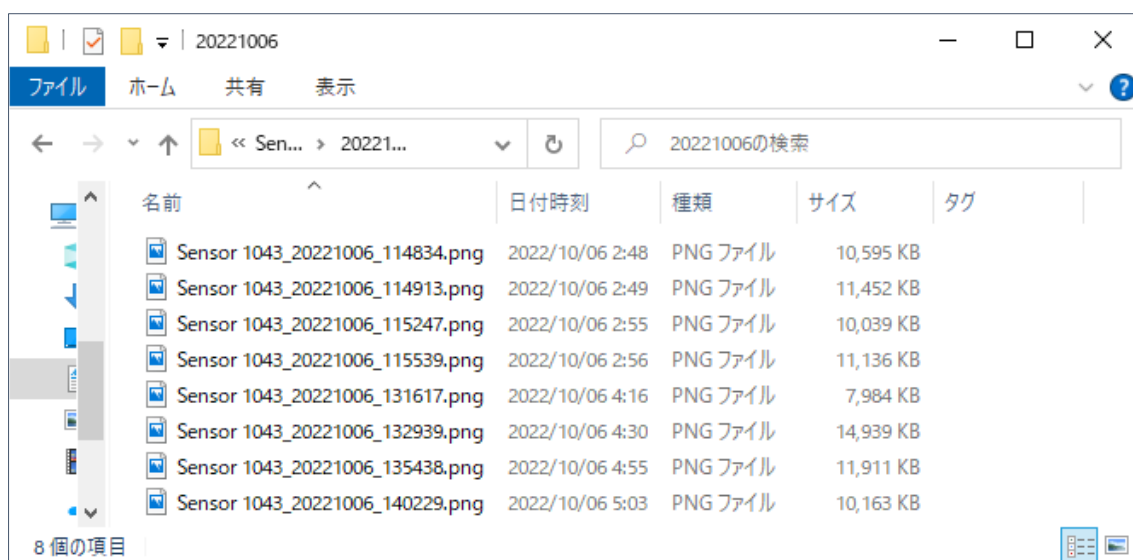 20221006
ファイル ホーム 共有 表示
« Sen... › 20221... 20221006の検索
名前 日付時刻 種類 サイズ タグ
Sensor 1043_20221006_114834.png 2022/10/06 2:48 PNG ファイル 10,595 KB
Sensor 1043_20221006_114913.png 2022/10/06 2:49 PNG ファイル 11,452 KB
Sensor 1043_20221006_115247.png 2022/10/06 2:55 PNG ファイル 10,039 KB
Sensor 1043_20221006_115539.png 2022/10/06 2:56 PNG ファイル 11,136 KB
Sensor 1043_20221006_131617.png 2022/10/06 4:16 PNG ファイル 7,984 KB
Sensor 1043_20221006_132939.png 2022/10/06 4:30 PNG ファイル 14,939 KB
Sensor 1043_20221006_135438.png 2022/10/06 4:55 PNG ファイル 11,911 KB
Sensor 1043_20221006_140229.png 2022/10/06 5:03 PNG ファイル 10,163 KB
8 個の項目